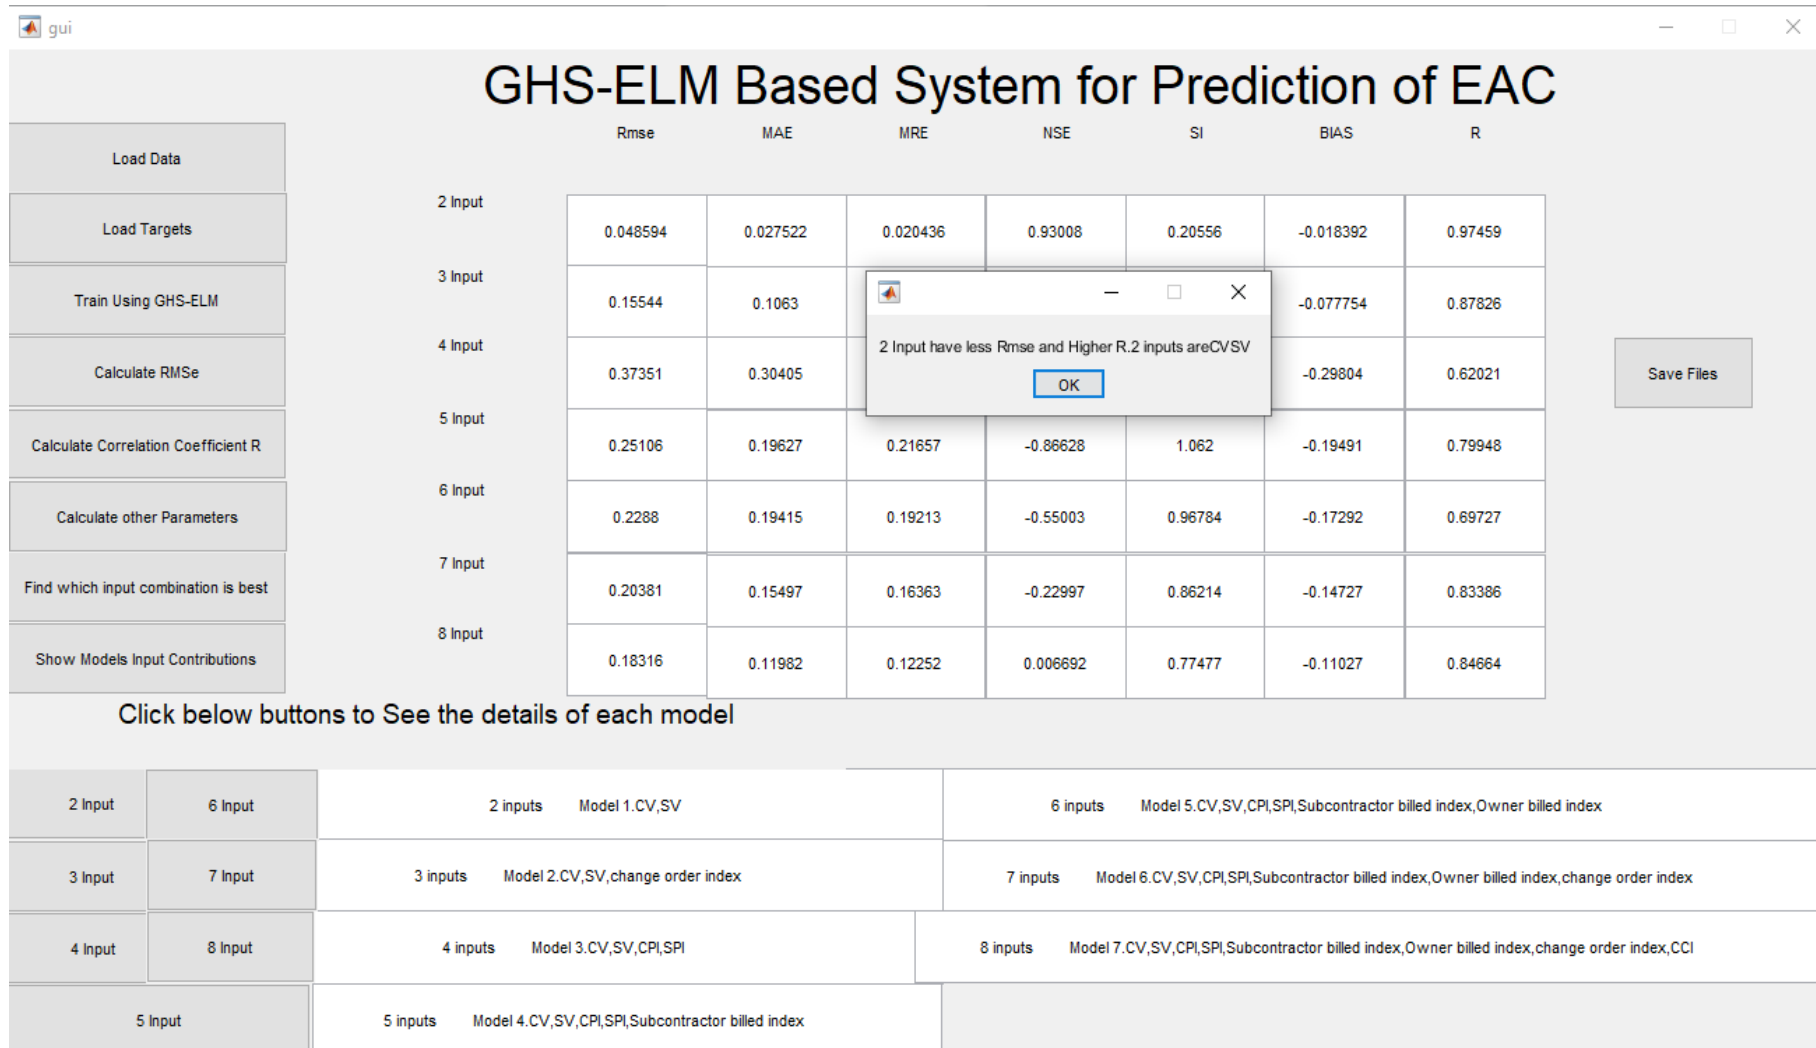 gui
GHS-ELM Based System for Prediction of EAC
Rmse MAE MRE NSE SI BIAS R
Load Data
2 Input 0.048594 0.027522 0.020436 0.93008 0.20556 -0.018392 0.97459
Load Targets
3 Input 0.15544 0.1063 -0.077754 0.87826
Train Using GHS-ELM
2 Input have less Rmse and Higher R.2 inputs areCVSV
OK
4 Input 0.37351 0.30405 -0.29804 0.62021
Calculate RMSe
Save Files
5 Input 0.25106 0.19627 0.21657 -0.86628 1.062 -0.19491 0.79948
Calculate Correlation Coefficient R
6 Input 0.2288 0.19415 0.19213 -0.55003 0.96784 -0.17292 0.69727
Calculate other Parameters
7 Input 0.20381 0.15497 0.16363 -0.22997 0.86214 -0.14727 0.83386
Find which input combination is best
8 Input 0.18316 0.11982 0.12252 0.006692 0.77477 -0.11027 0.84664
Show Models Input Contributions
Click below buttons to See the details of each model
2 Input 6 Input 2 inputs Model 1.CV,SV 6 inputs Model 5.CV,SV,CPI,SPI,Subcontractor billed index,Owner billed index
3 Input 7 Input 3 inputs Model 2.CV,SV,change order index 7 inputs Model 6.CV,SV,CPI,SPI,Subcontractor billed index,Owner billed index,change order index
4 Input 8 Input 4 inputs Model 3.CV,SV,CPI,SPI 8 inputs Model 7.CV,SV,CPI,SPI,Subcontractor billed index,Owner billed index,change order index,CCI
5 Input 5 inputs Model 4.CV,SV,CPI,SPI,Subcontractor billed index